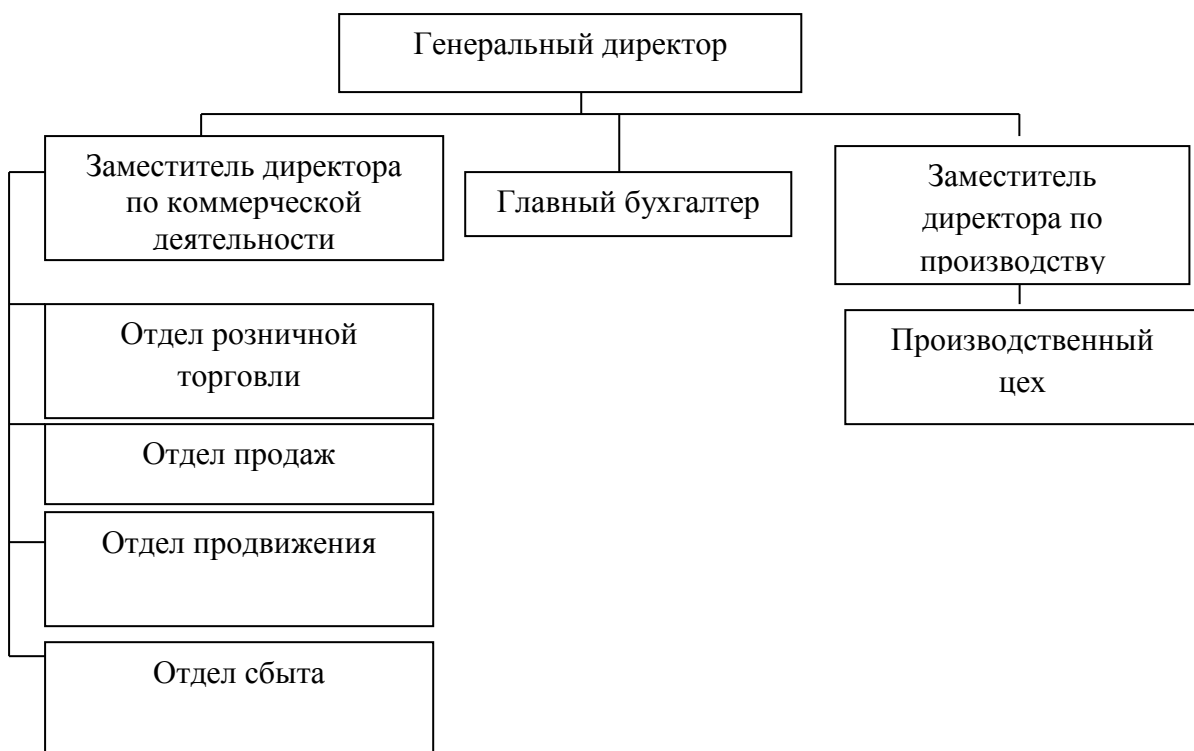 Генеральный директор
Заместитель директора
по коммерческой
деятельности
Главный бухгалтер
Заместитель
директора по
производству
Отдел розничной
торговли
Производственный
цех
Отдел продаж
Отдел продвижения
Отдел сбыта